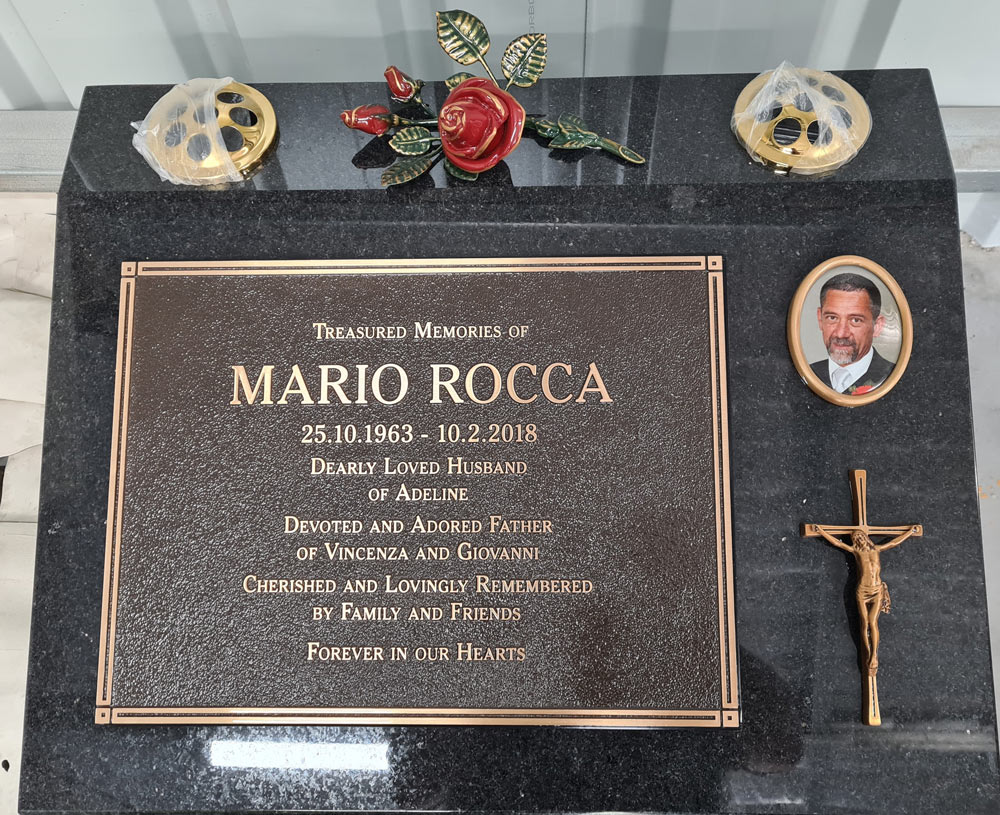 TREASURED MEMORIES OF
MARIO ROCCA
25.10.1963 - 10.2.2018
DEARLY LOVED HUSBAND
OF ADELINE
DEVOTED AND ADORED FATHER
OF VINCENZA AND GIOVANNI
CHERISHED AND LOVINGLY REMEMBERED
BY FAMILY AND FRIENDS
FOREVER IN OUR HEARTS